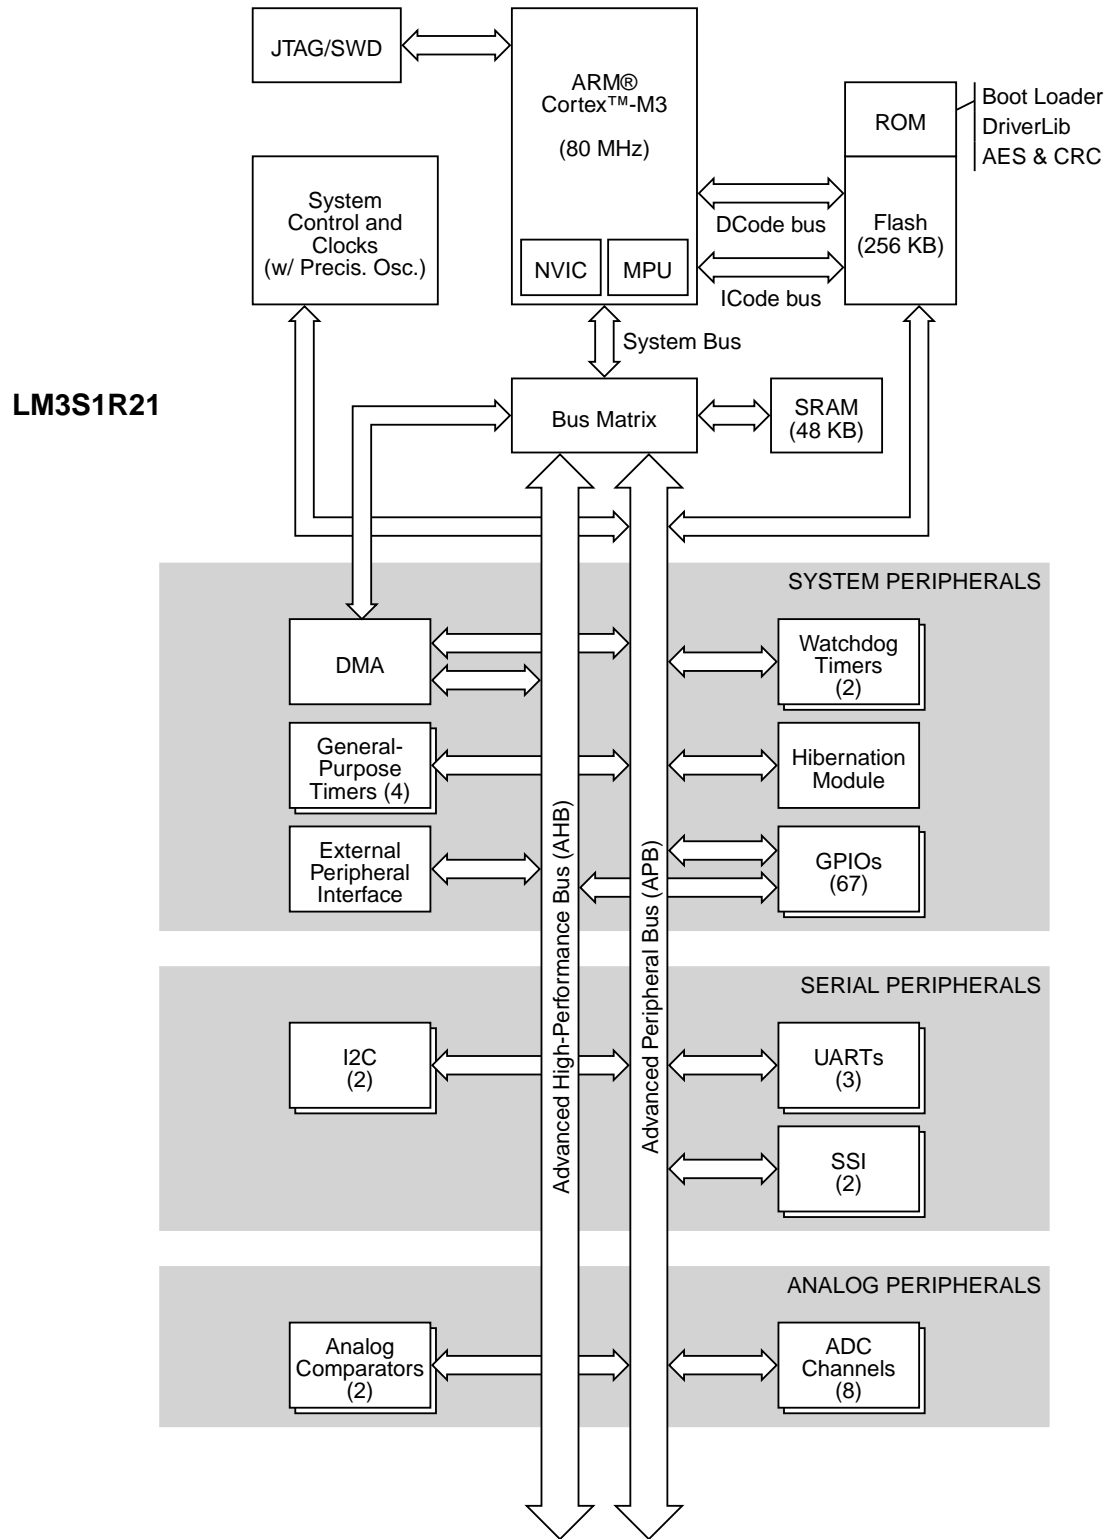 JTAG/SWD
ARM®
Cortex™-M3
(80 MHz)
NVIC
MPU
ROM
Boot Loader
DriverLib
AES & CRC
Flash
(256 KB)
DCode bus
ICode bus
System
Control and
Clocks
(w/ Precis. Osc.)
System Bus
LM3S1R21
Bus Matrix
SRAM
(48 KB)
SYSTEM PERIPHERALS
DMA
Watchdog
Timers
(2)
General-
Purpose
Timers (4)
Hibernation
Module
External
Peripheral
Interface
GPIOs
(67)
Advanced High-Performance Bus (AHB)
Advanced Peripheral Bus (APB)
SERIAL PERIPHERALS
I2C
(2)
UARTs
(3)
SSI
(2)
ANALOG PERIPHERALS
Analog
Comparators
(2)
ADC
Channels
(8)